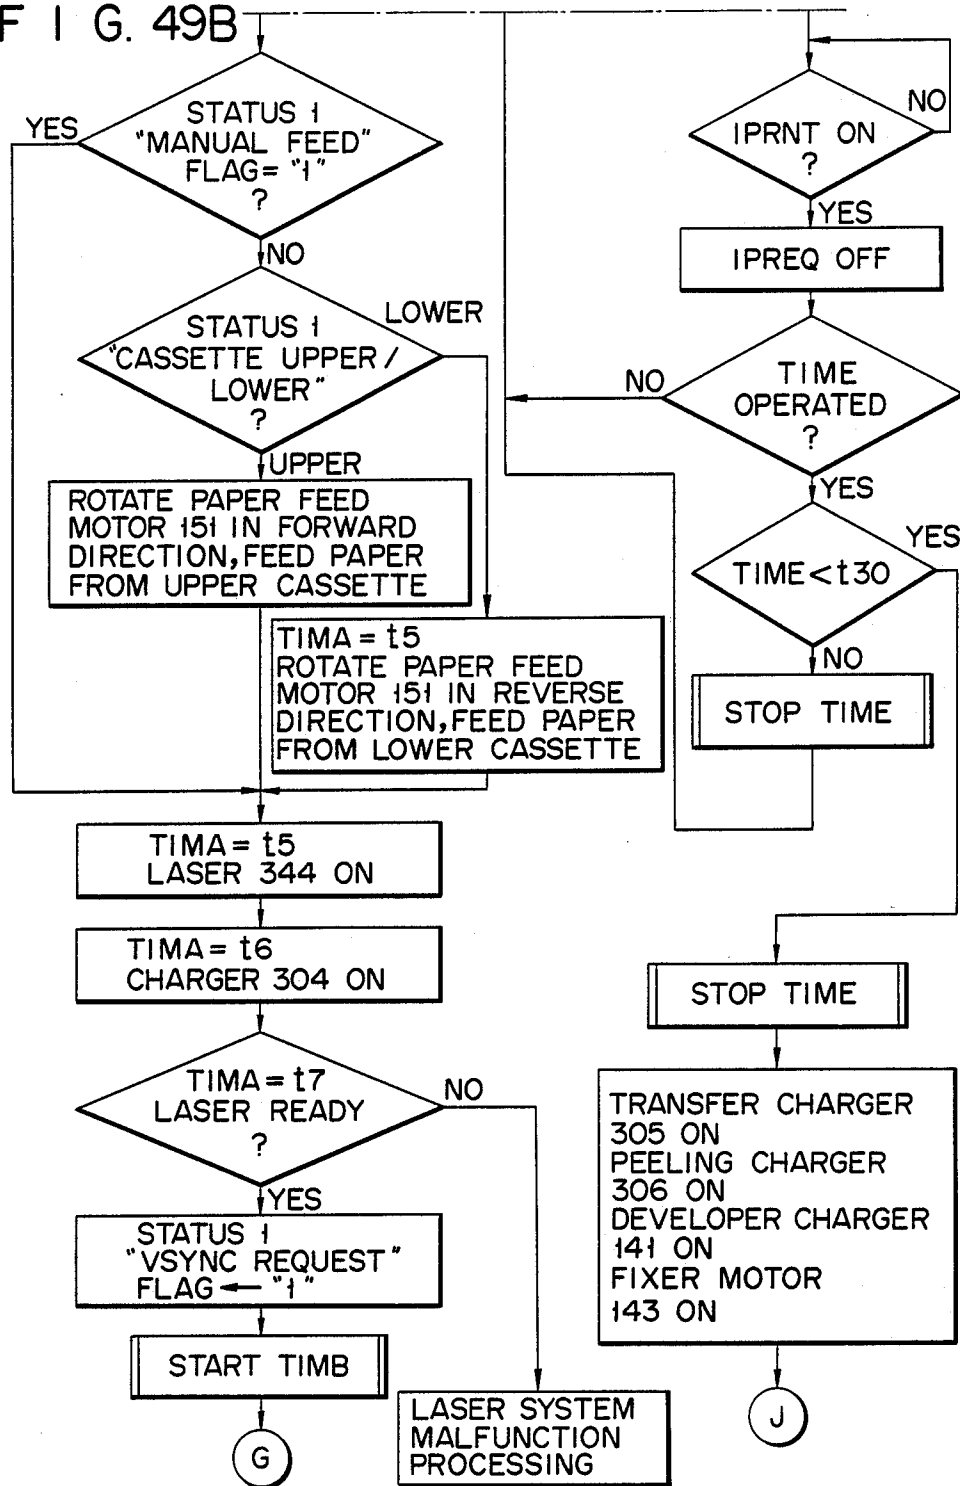 F I G. 49B
STATUS 1
"MANUAL FEED"
FLAG= "1"
?
YES
NO
STATUS 1
"CASSETTE UPPER/
LOWER"
?
LOWER
UPPER
ROTATE PAPER FEED
MOTOR 151 IN FORWARD
DIRECTION, FEED PAPER
FROM UPPER CASSETTE
TIMA = t5
ROTATE PAPER FEED
MOTOR 151 IN REVERSE
DIRECTION, FEED PAPER
FROM LOWER CASSETTE
TIMA = t5
LASER 344 ON
TIMA = t6
CHARGER 304 ON
TIMA = t7
LASER READY
?
NO
YES
STATUS 1
"VSYNC REQUEST"
FLAG ← "1"
START TIMB
G
LASER SYSTEM
MALFUNCTION
PROCESSING
IPRNT ON
?
NO
YES
IPREQ OFF
TIME
OPERATED
?
NO
YES
TIME<t30
YES
NO
STOP TIME
STOP TIME
TRANSFER CHARGER
305 ON
PEELING CHARGER
306 ON
DEVELOPER CHARGER
141 ON
FIXER MOTOR
143 ON
J